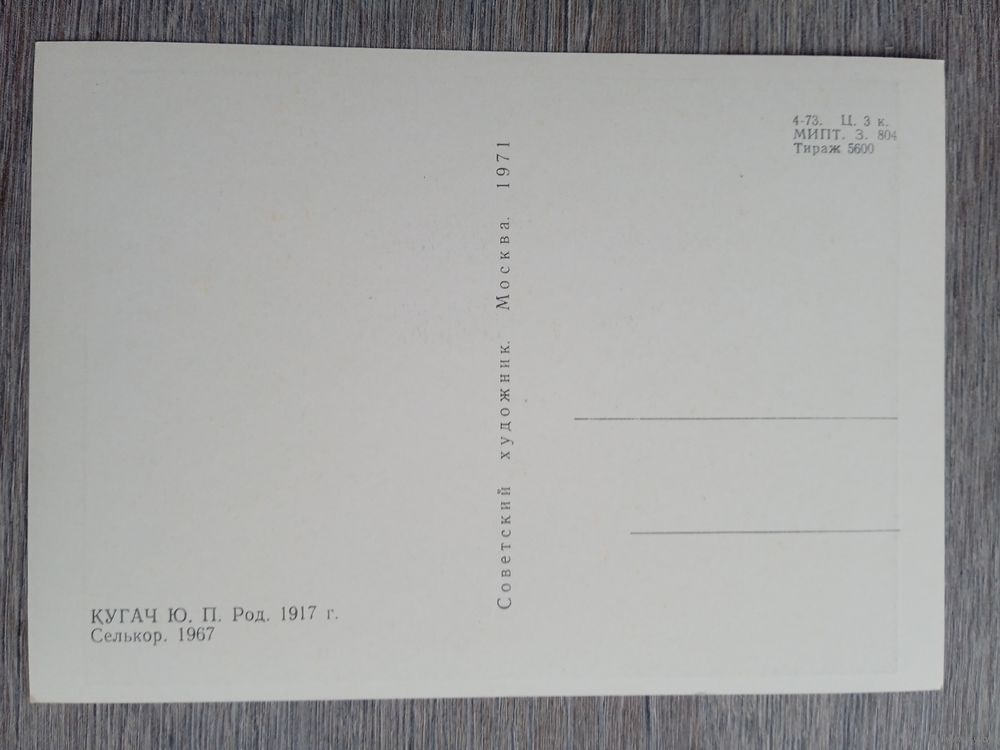 4-73. Ц. 3 к.
МИПТ. З. 804
Тираж 5600
Советский художник. Москва. 1971
КУГАЧ Ю. П. Род. 1917 г.
Селькор. 1967